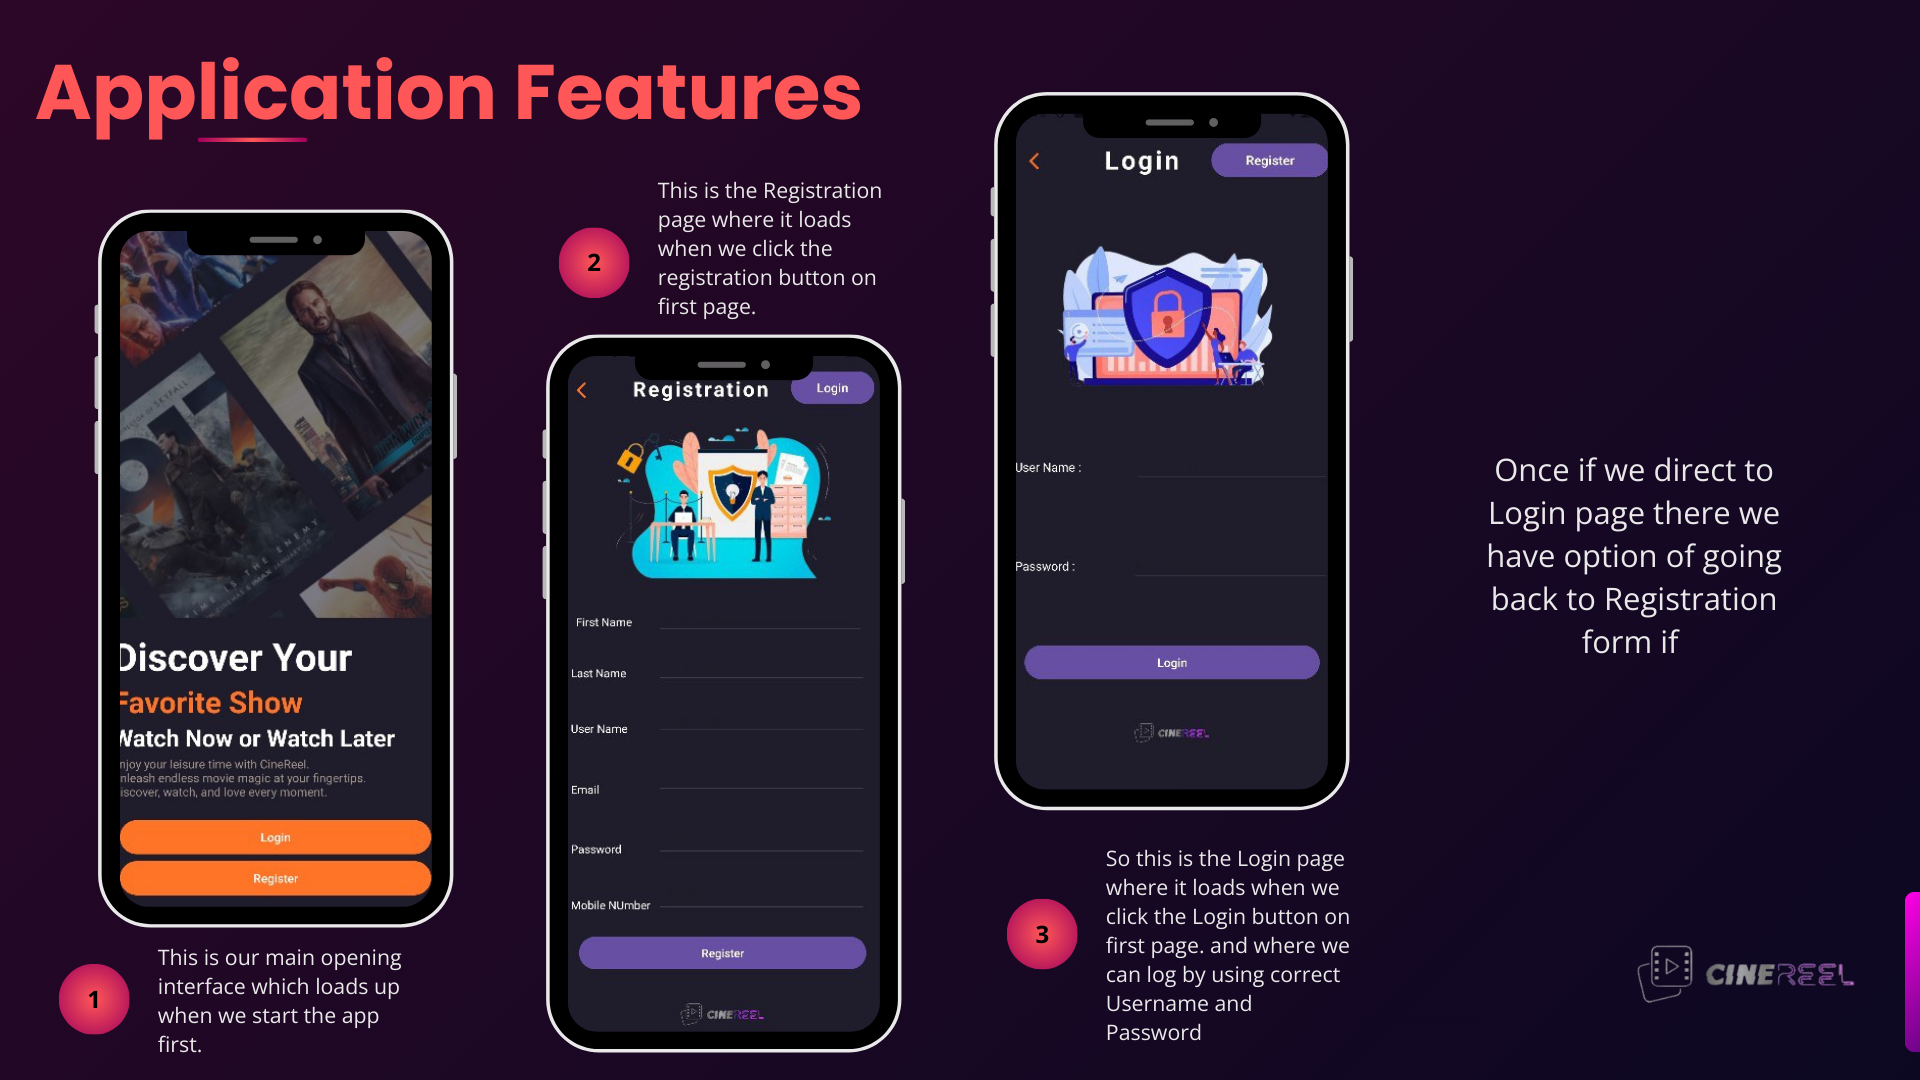 Application Features
Discover Your
Favorite Show
Watch Now or Watch Later
njoy your leisure time with CineReel.
nleash endless movie magic at your fingertips.
iscover, watch, and love every moment.
Login
Register
1
This is our main opening
interface which loads up
when we start the app
first.
2
This is the Registration
page where it loads
when we click the
registration button on
first page.
Registration
Login
First Name
Last Name
User Name
Email
Password
Mobile NUmber
Register
CINEREEL
Login
Register
User Name :
Password :
Login
CINEREEL
3
So this is the Login page
where it loads when we
click the Login button on
first page. and where we
can log by using correct
Username and
Password
Once if we direct to
Login page there we
have option of going
back to Registration
form if
CINEREEL